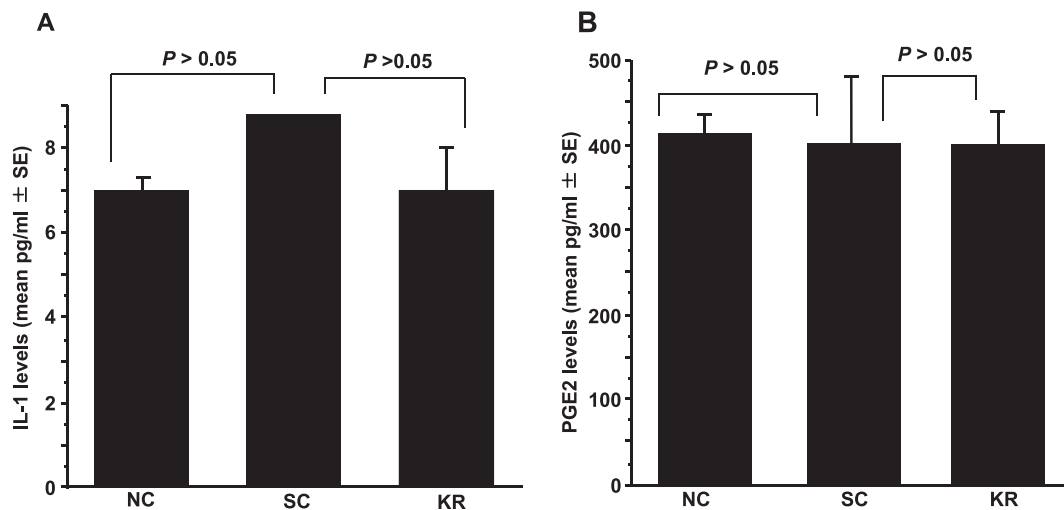 A
P > 0.05
P >0.05
IL-1 levels (mean pg/ml ± SE)
8
6
4
2
0
NC
SC
KR
B
P > 0.05
P > 0.05
PGE2 levels (mean pg/ml ± SE)
500
400
300
200
100
0
NC
SC
KR